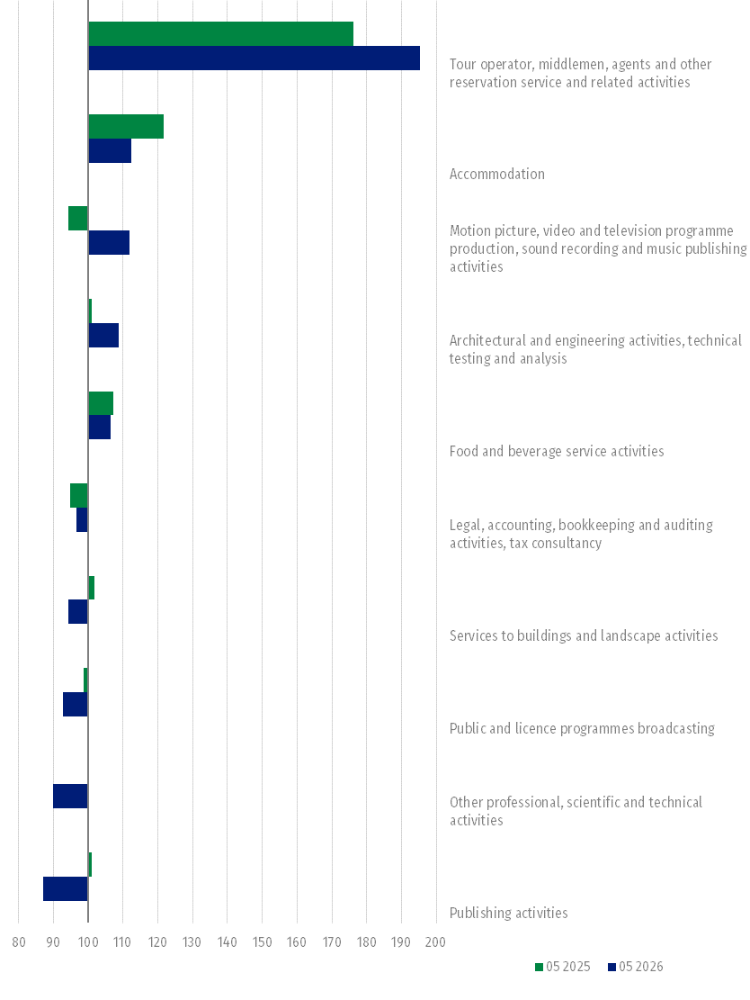 Tour operator, middlemen, agents and other
reservation service and related activities
Accommodation
Motion picture, video and television programme
production, sound recording and music publishing
activities
Architectural and engineering activities, technical
testing and analysis
Food and beverage service activities
Legal, accounting, bookkeeping and auditing
activities, tax consultancy
Services to buildings and landscape activities
Public and licence programmes broadcasting
Other professional, scientific and technical
activities
Publishing activities
80 90 100 110 120 130 140 150 160 170 180 190 200
05 2025 05 2026